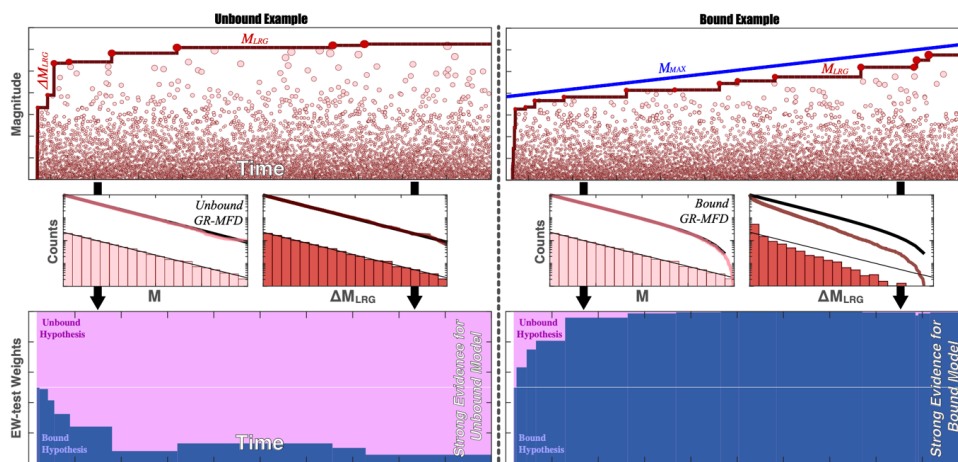 Unbound Example
Bound Example
Magnitude
ΔM_LRG
M_LRG
Time
M_MAX
M_LRG
Counts
Unbound
GR-MFD
M
ΔM_LRG
Counts
Bound
GR-MFD
M
ΔM_LRG
EW-test Weights
Unbound
Hypothesis
Bound
Hypothesis
Time
Strong Evidence for
Unbound Model
Unbound
Hypothesis
Bound
Hypothesis
Strong Evidence for
Bound Model